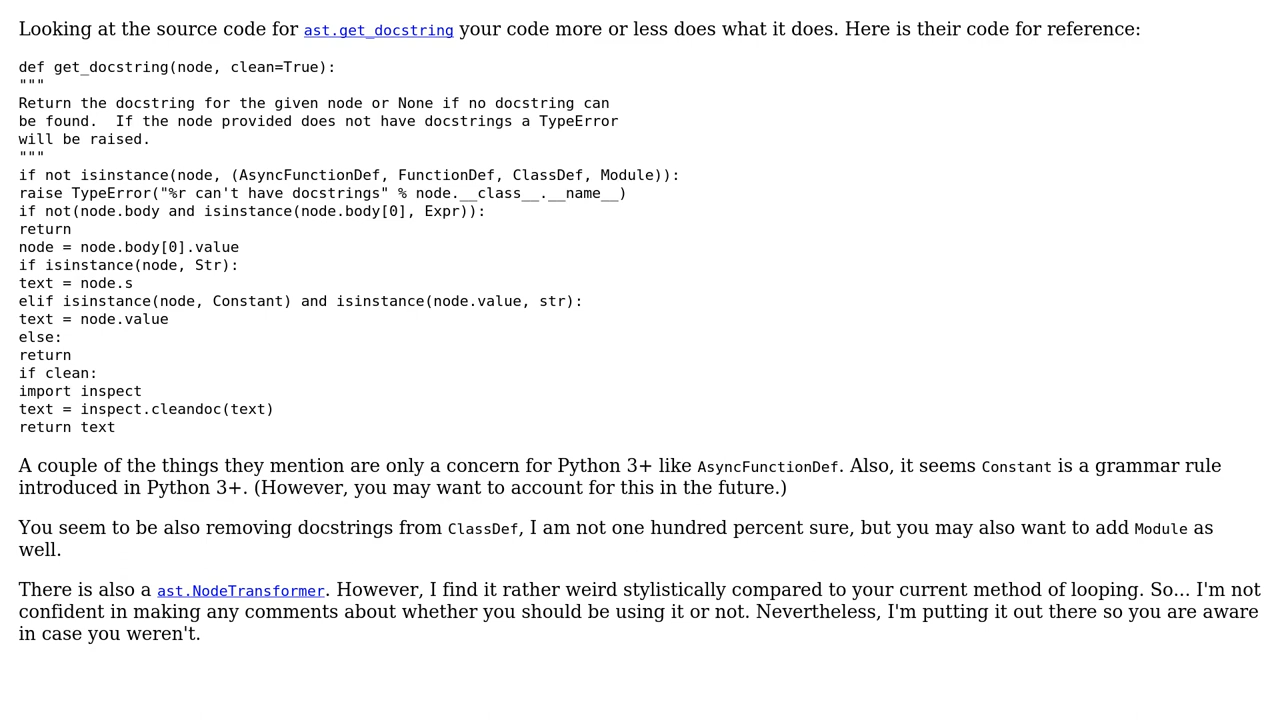 Looking at the source code for ast.get_docstring your code more or less does what it does. Here is their code for reference:
def get_docstring(node, clean=True):
"""
Return the docstring for the given node or None if no docstring can
be found.  If the node provided does not have docstrings a TypeError
will be raised.
"""
if not isinstance(node, (AsyncFunctionDef, FunctionDef, ClassDef, Module)):
raise TypeError("%r can't have docstrings" % node.__class__.__name__)
if not(node.body and isinstance(node.body[0], Expr)):
return
node = node.body[0].value
if isinstance(node, Str):
text = node.s
elif isinstance(node, Constant) and isinstance(node.value, str):
text = node.value
else:
return
if clean:
import inspect
text = inspect.cleandoc(text)
return text
A couple of the things they mention are only a concern for Python 3+ like AsyncFunctionDef. Also, it seems Constant is a grammar rule
introduced in Python 3+. (However, you may want to account for this in the future.)
You seem to be also removing docstrings from ClassDef, I am not one hundred percent sure, but you may also want to add Module as
well.
There is also a ast.NodeTransformer. However, I find it rather weird stylistically compared to your current method of looping. So... I'm not
confident in making any comments about whether you should be using it or not. Nevertheless, I'm putting it out there so you are aware
in case you weren't.